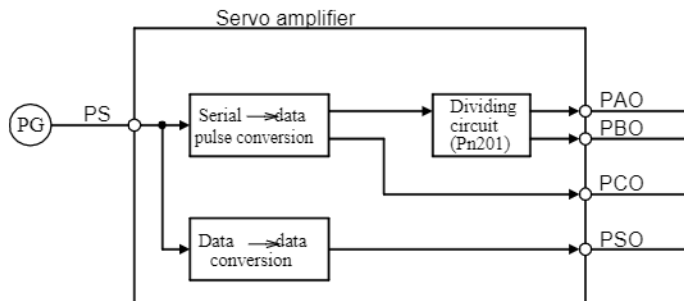 Servo amplifier
PG
PS
Serial → data
pulse conversion
Dividing
circuit
(Pn201)
PAO
PBO
PCO
Data → data
conversion
PSO